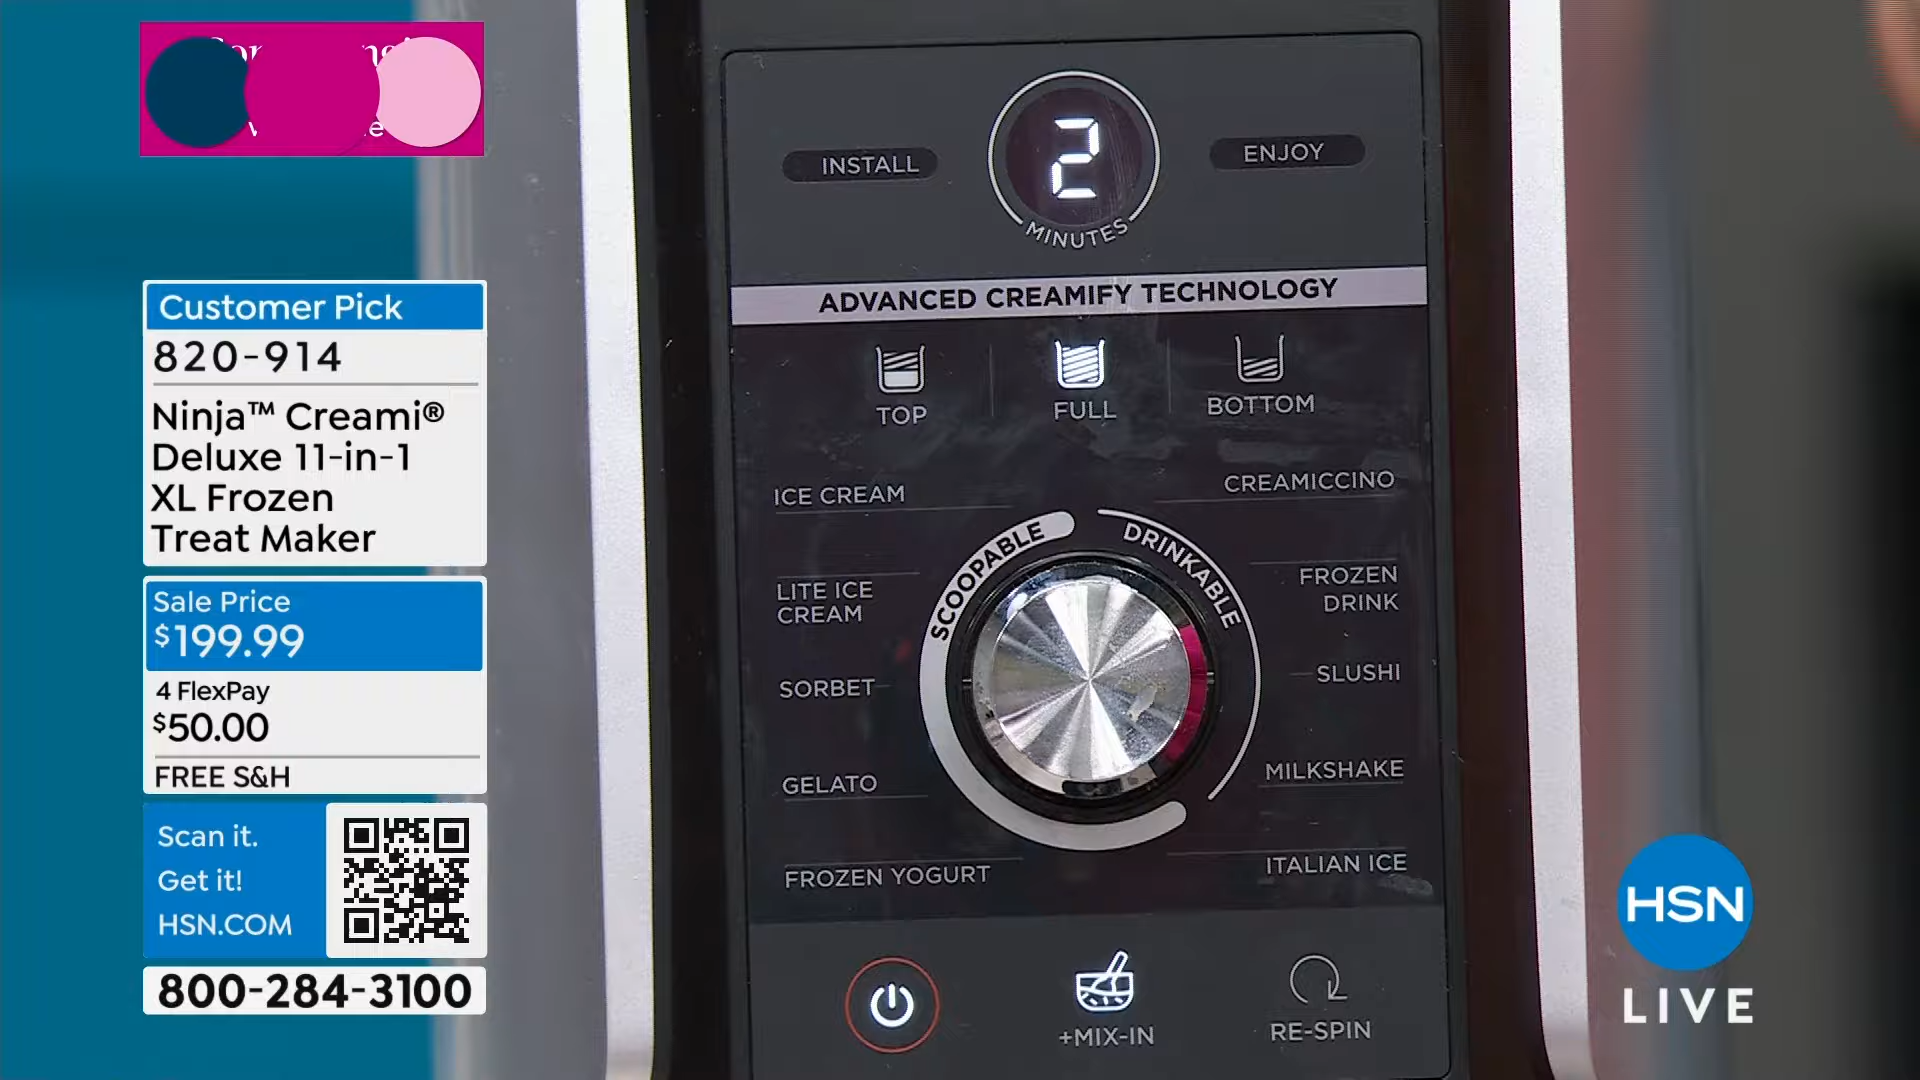 Customer Pick
820-914
Ninja™ Creami®
Deluxe 11-in-1
XL Frozen
Treat Maker
Sale Price
$199.99
4 FlexPay
$50.00
FREE S&H
Scan it.
Get it!
HSN.COM
800-284-3100
INSTALL
2
MINUTES
ENJOY
ADVANCED CREAMIFY TECHNOLOGY
TOP
FULL
BOTTOM
ICE CREAM
CREAMICCINO
SCOOPABLE
DRINKABLE
LITE ICE
CREAM
FROZEN
DRINK
SORBET
SLUSHI
GELATO
MILKSHAKE
FROZEN YOGURT
ITALIAN ICE
+MIX-IN
RE-SPIN
HSN
LIVE